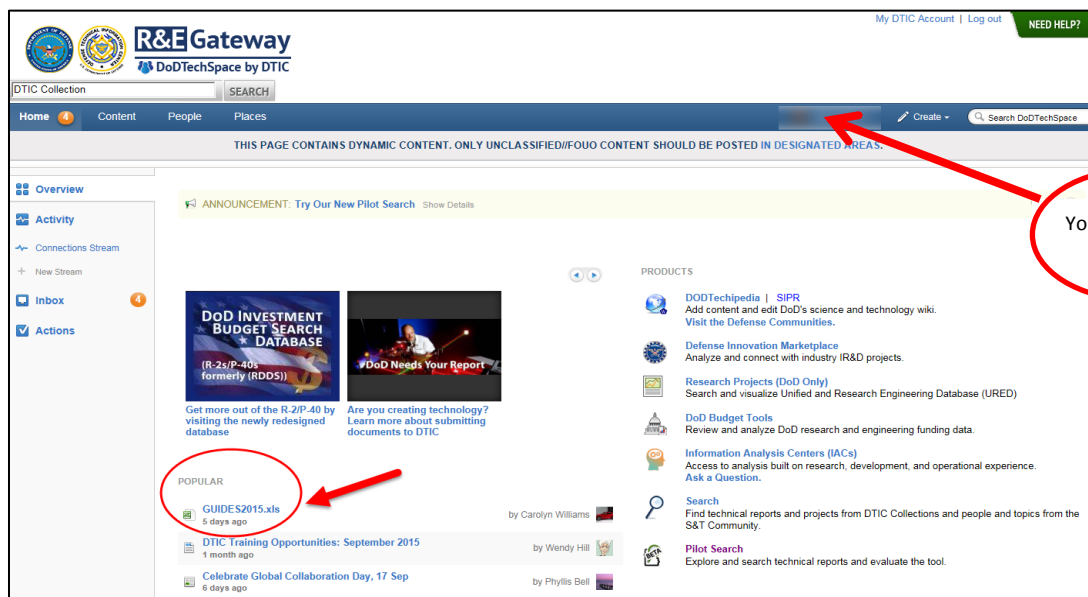 My DTIC Account | Log out
NEED HELP?
R&E Gateway
DoDTechSpace by DTIC
DTIC Collection
SEARCH
Home 4 Content People Places
Create
Search DoDTechSpace
THIS PAGE CONTAINS DYNAMIC CONTENT. ONLY UNCLASSIFIED//FOUO CONTENT SHOULD BE POSTED IN DESIGNATED AREAS.
Overview
Activity
Connections Stream
+ New Stream
Inbox 4
Actions
ANNOUNCEMENT: Try Our New Pilot Search Show Details
Yo
DOD INVESTMENT
BUDGET SEARCH
DATABASE
(R-2s/P-40s
formerly (RDDS))
DoD Needs Your Report
Get more out of the R-2/P-40 by
visiting the newly redesigned
database
Are you creating technology?
Learn more about submitting
documents to DTIC
POPULAR
GUIDES2015.xls
5 days ago
by Carolyn Williams
DTIC Training Opportunities: September 2015
1 month ago
by Wendy Hill
Celebrate Global Collaboration Day, 17 Sep
6 days ago
by Phyllis Bell
PRODUCTS
DODTechipedia | SIPR
Add content and edit DoD's science and technology wiki.
Visit the Defense Communities.
Defense Innovation Marketplace
Analyze and connect with industry IR&D projects.
Research Projects (DoD Only)
Search and visualize Unified and Research Engineering Database (URED)
DoD Budget Tools
Review and analyze DoD research and engineering funding data.
Information Analysis Centers (IACs)
Access to analysis built on research, development, and operational experience.
Ask a Question.
Search
Find technical reports and projects from DTIC Collections and people and topics from the
S&T Community.
BETA
Pilot Search
Explore and search technical reports and evaluate the tool.